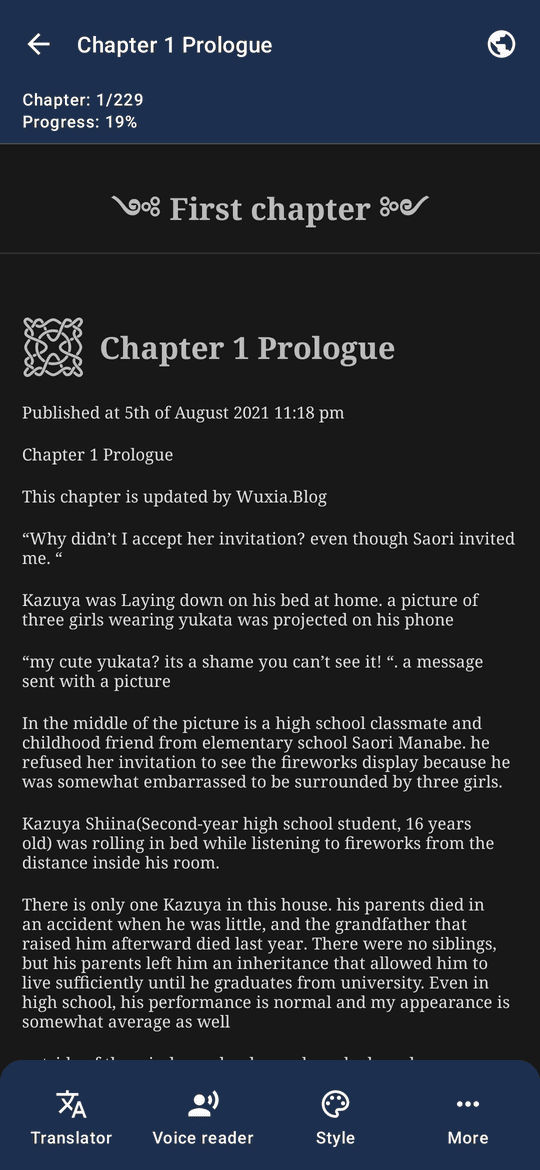 Chapter 1 Prologue
Chapter: 1/229
Progress: 19%
First chapter
Chapter 1 Prologue
Published at 5th of August 2021 11:18 pm
Chapter 1 Prologue
This chapter is updated by Wuxia.Blog
“Why didn’t I accept her invitation? even though Saori invited
me. “
Kazuya was Laying down on his bed at home. a picture of
three girls wearing yukata was projected on his phone
“my cute yukata? its a shame you can’t see it! “. a message
sent with a picture
In the middle of the picture is a high school classmate and
childhood friend from elementary school Saori Manabe. he
refused her invitation to see the fireworks display because he
was somewhat embarrassed to be surrounded by three girls.
Kazuya Shiina(Second-year high school student, 16 years
old) was rolling in bed while listening to fireworks from the
distance inside his room.
There is only one Kazuya in this house. his parents died in
an accident when he was little, and the grandfather that
raised him afterward died last year. There were no siblings,
but his parents left him an inheritance that allowed him to
live sufficiently until he graduates from university. Even in
high school, his performance is normal and my appearance is
somewhat average as well
Translator
Voice reader
Style
More